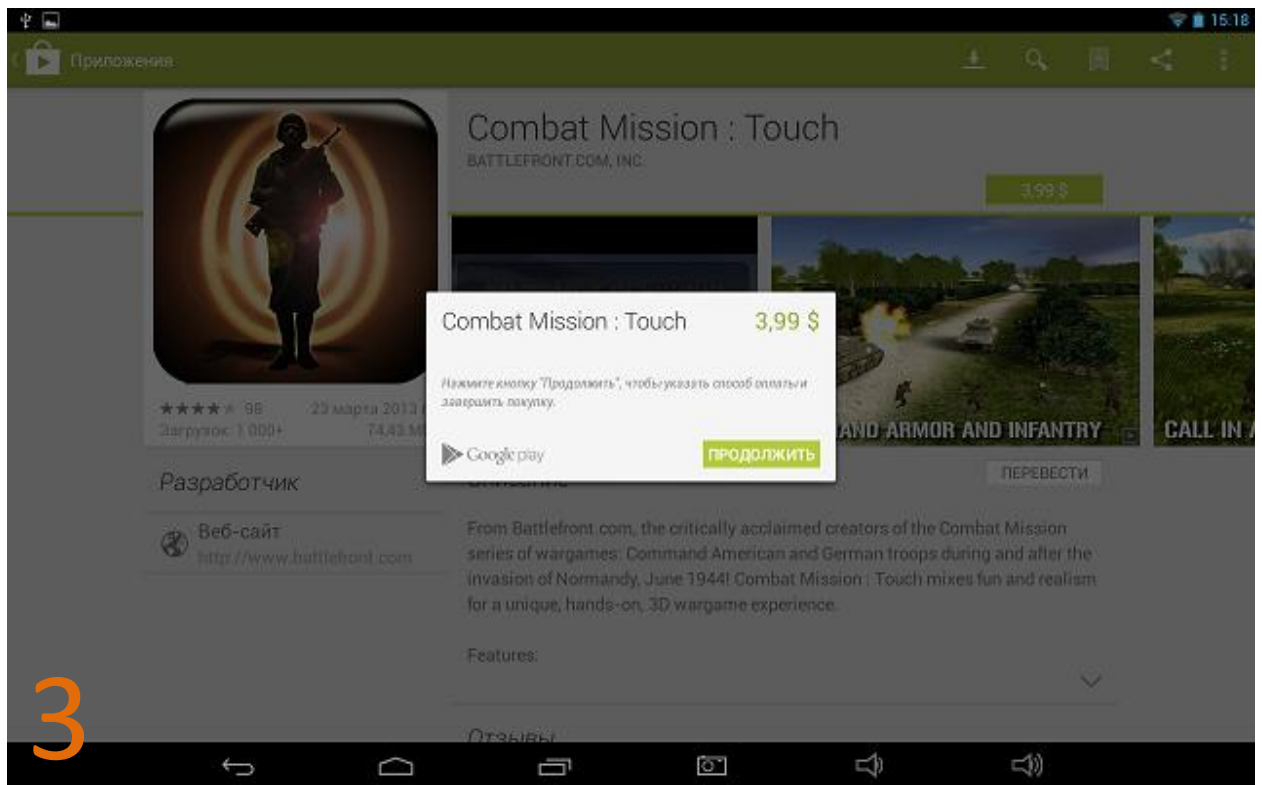 15:18
Приложения
Combat Mission : Touch
BATTLEFRONT.COM, INC.
3,99 $
Combat Mission : Touch 3,99 $
Нажмите кнопку "Продолжить", чтобы указать способ оплаты и
завершить покупку.
Google play
ПРОДОЛЖИТЬ
98 23 марта 2013
Загрузок: 1 000+ 74,43
AND ARMOR AND INFANTRY
CALL IN
Разработчик
ПЕРЕВЕСТИ
Веб-сайт
http://www.battlefront.com
From Battlefront.com, the critically acclaimed creators of the Combat Mission
series of wargames: Command American and German troops during and after the
invasion of Normandy, June 1944! Combat Mission : Touch mixes fun and realism
for a unique, hands-on, 3D wargame experience.
Features:
Отзывы
3